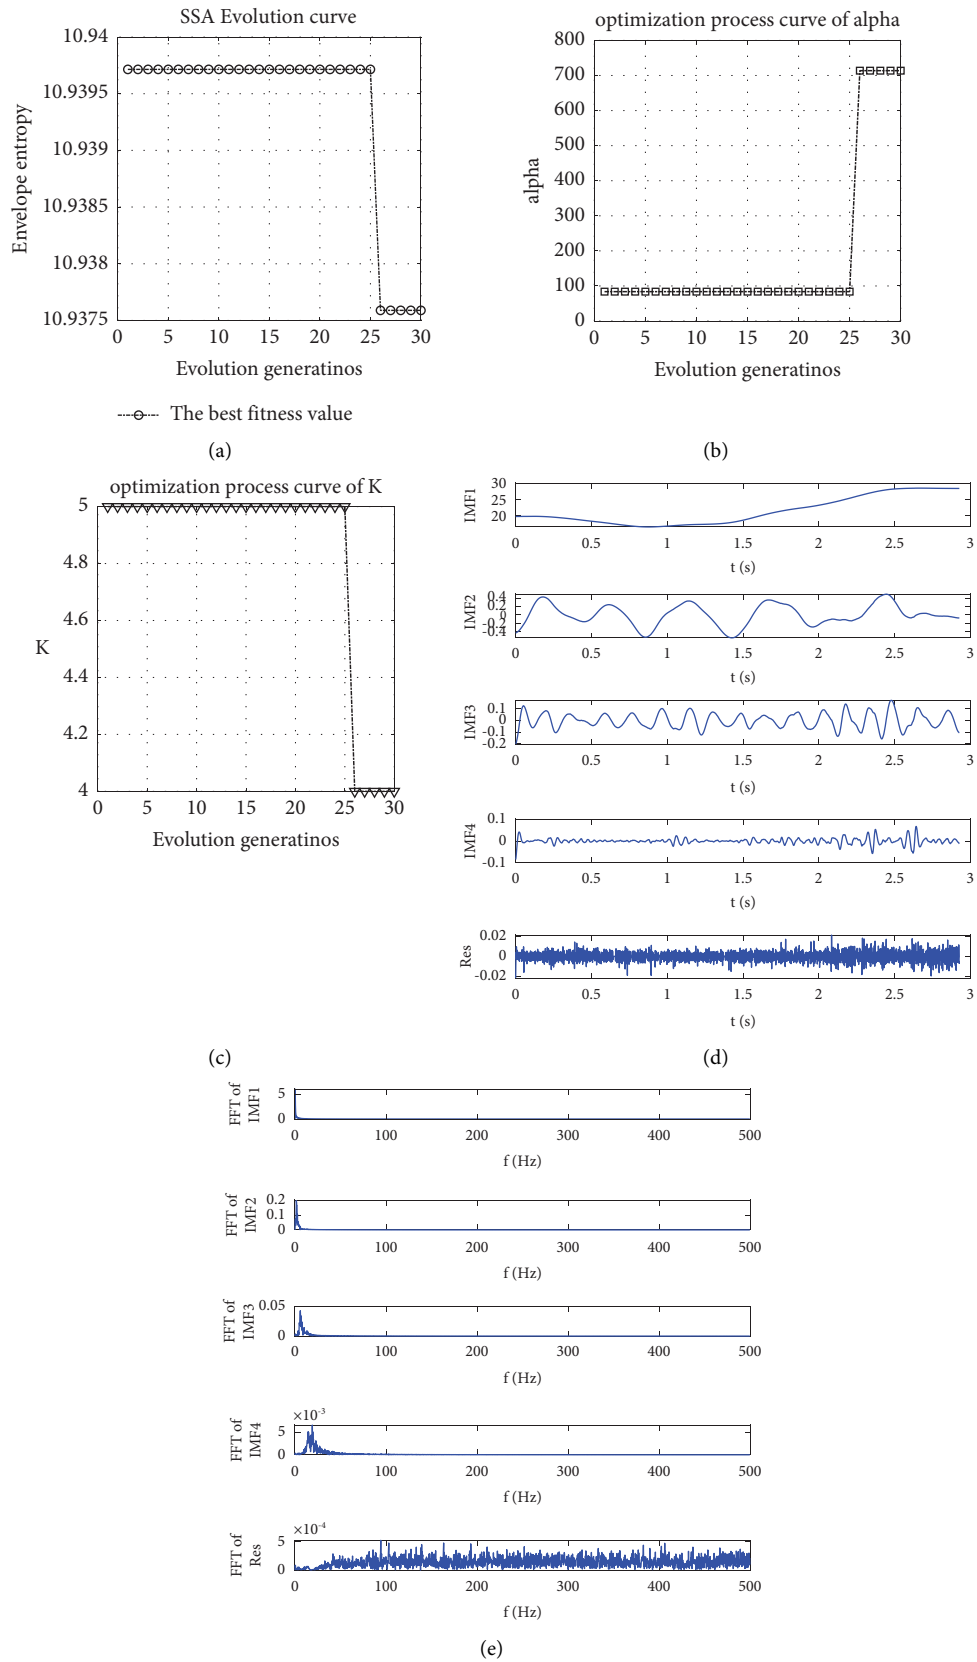 SSA Evolution curve
10.94
10.9395
10.939
10.9385
10.938
10.9375
Envelope entropy
0 5 10 15 20 25 30
Evolution generatinos
The best fitness value
(a)
optimization process curve of alpha
800
700
600
500
400
300
200
100
0
alpha
0 5 10 15 20 25 30
Evolution generatinos
(b)
optimization process curve of K
5
4.8
4.6
4.4
4.2
4
K
0 5 10 15 20 25 30
Evolution generatinos
(c)
IMF1
30
25
20
0 0.5 1 1.5 2 2.5 3
t (s)
IMF2
0.4
0.2
0
-0.2
-0.4
0 0.5 1 1.5 2 2.5 3
t (s)
IMF3
0.1
0
-0.1
-0.2
0 0.5 1 1.5 2 2.5 3
t (s)
IMF4
0.1
0
-0.1
0 0.5 1 1.5 2 2.5 3
t (s)
Res
0.02
0
-0.02
0 0.5 1 1.5 2 2.5 3
t (s)
(d)
FFT of
IMF1
5
0
0 100 200 300 400 500
f (Hz)
FFT of
IMF2
0.2
0.1
0
0 100 200 300 400 500
f (Hz)
FFT of
IMF3
0.05
0
0 100 200 300 400 500
f (Hz)
FFT of
IMF4
×10-3
5
0
0 100 200 300 400 500
f (Hz)
FFT of
Res
×10-4
5
0
0 100 200 300 400 500
f (Hz)
(e)